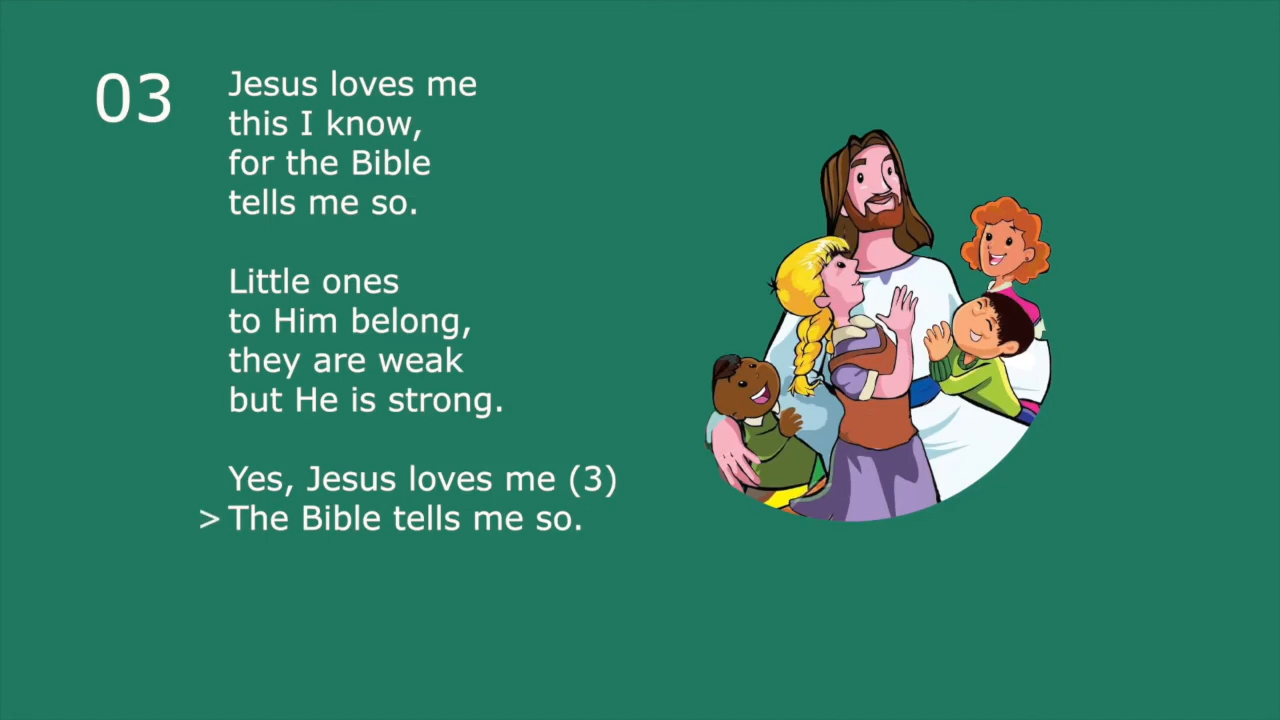 03
Jesus loves me
this I know,
for the Bible
tells me so.
Little ones
to Him belong,
they are weak
but He is strong.
Yes, Jesus loves me (3)
> The Bible tells me so.